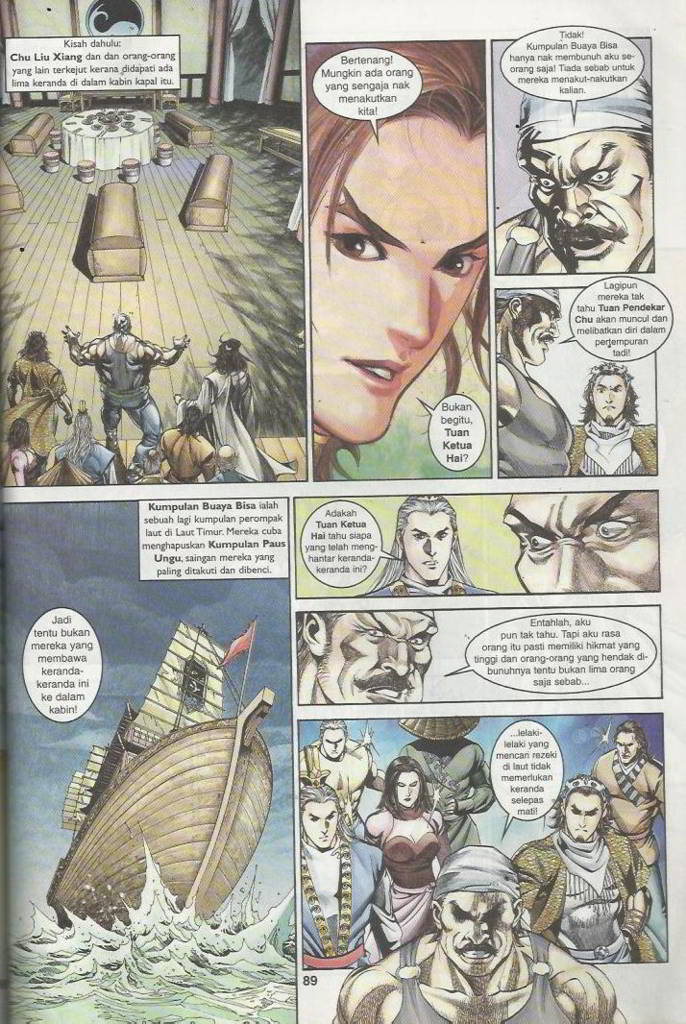 Kisah dahulu:
Chu Liu Xiang dan dan orang-orang
yang lain terkejut kerana didapati ada
lima keranda di dalam kabin kapal itu.
Bertenang!
Mungkin ada orang
yang sengaja nak
menakutkan
kita!
Bukan
begitu,
Tuan
Ketua
Hai?
Tidak!
Kumpulan Buaya Bisa
hanya nak membunuh aku se-
orang saja! Tiada sebab untuk
mereka menakut-nakutkan
kalian.
Lagipun
mereka tak
tahu Tuan Pendekar
Chu akan muncul dan
melibatkan diri dalam
pertempuran
tadi!
Kumpulan Buaya Bisa ialah
sebuah lagi kumpulan perompak
laut di Laut Timur. Mereka cuba
menghapuskan Kumpulan Paus
Ungu, saingan mereka yang
paling ditakuti dan dibenci.
Jadi
tentu bukan
mereka yang
membawa
keranda-
keranda ini
ke dalam
kabin!
Adakah
Tuan Ketua
Hai tahu siapa
yang telah meng-
hantar keranda-
keranda ini?
Entahlah, aku
pun tak tahu. Tapi aku rasa
orang itu pasti memiliki hikmat yang
tinggi dan orang-orang yang hendak di-
bunuhnya tentu bukan lima orang
saja sebab...
...lelaki-
lelaki yang
mencari rezeki
di laut tidak
memerlukan
keranda
selepas
mati!
89